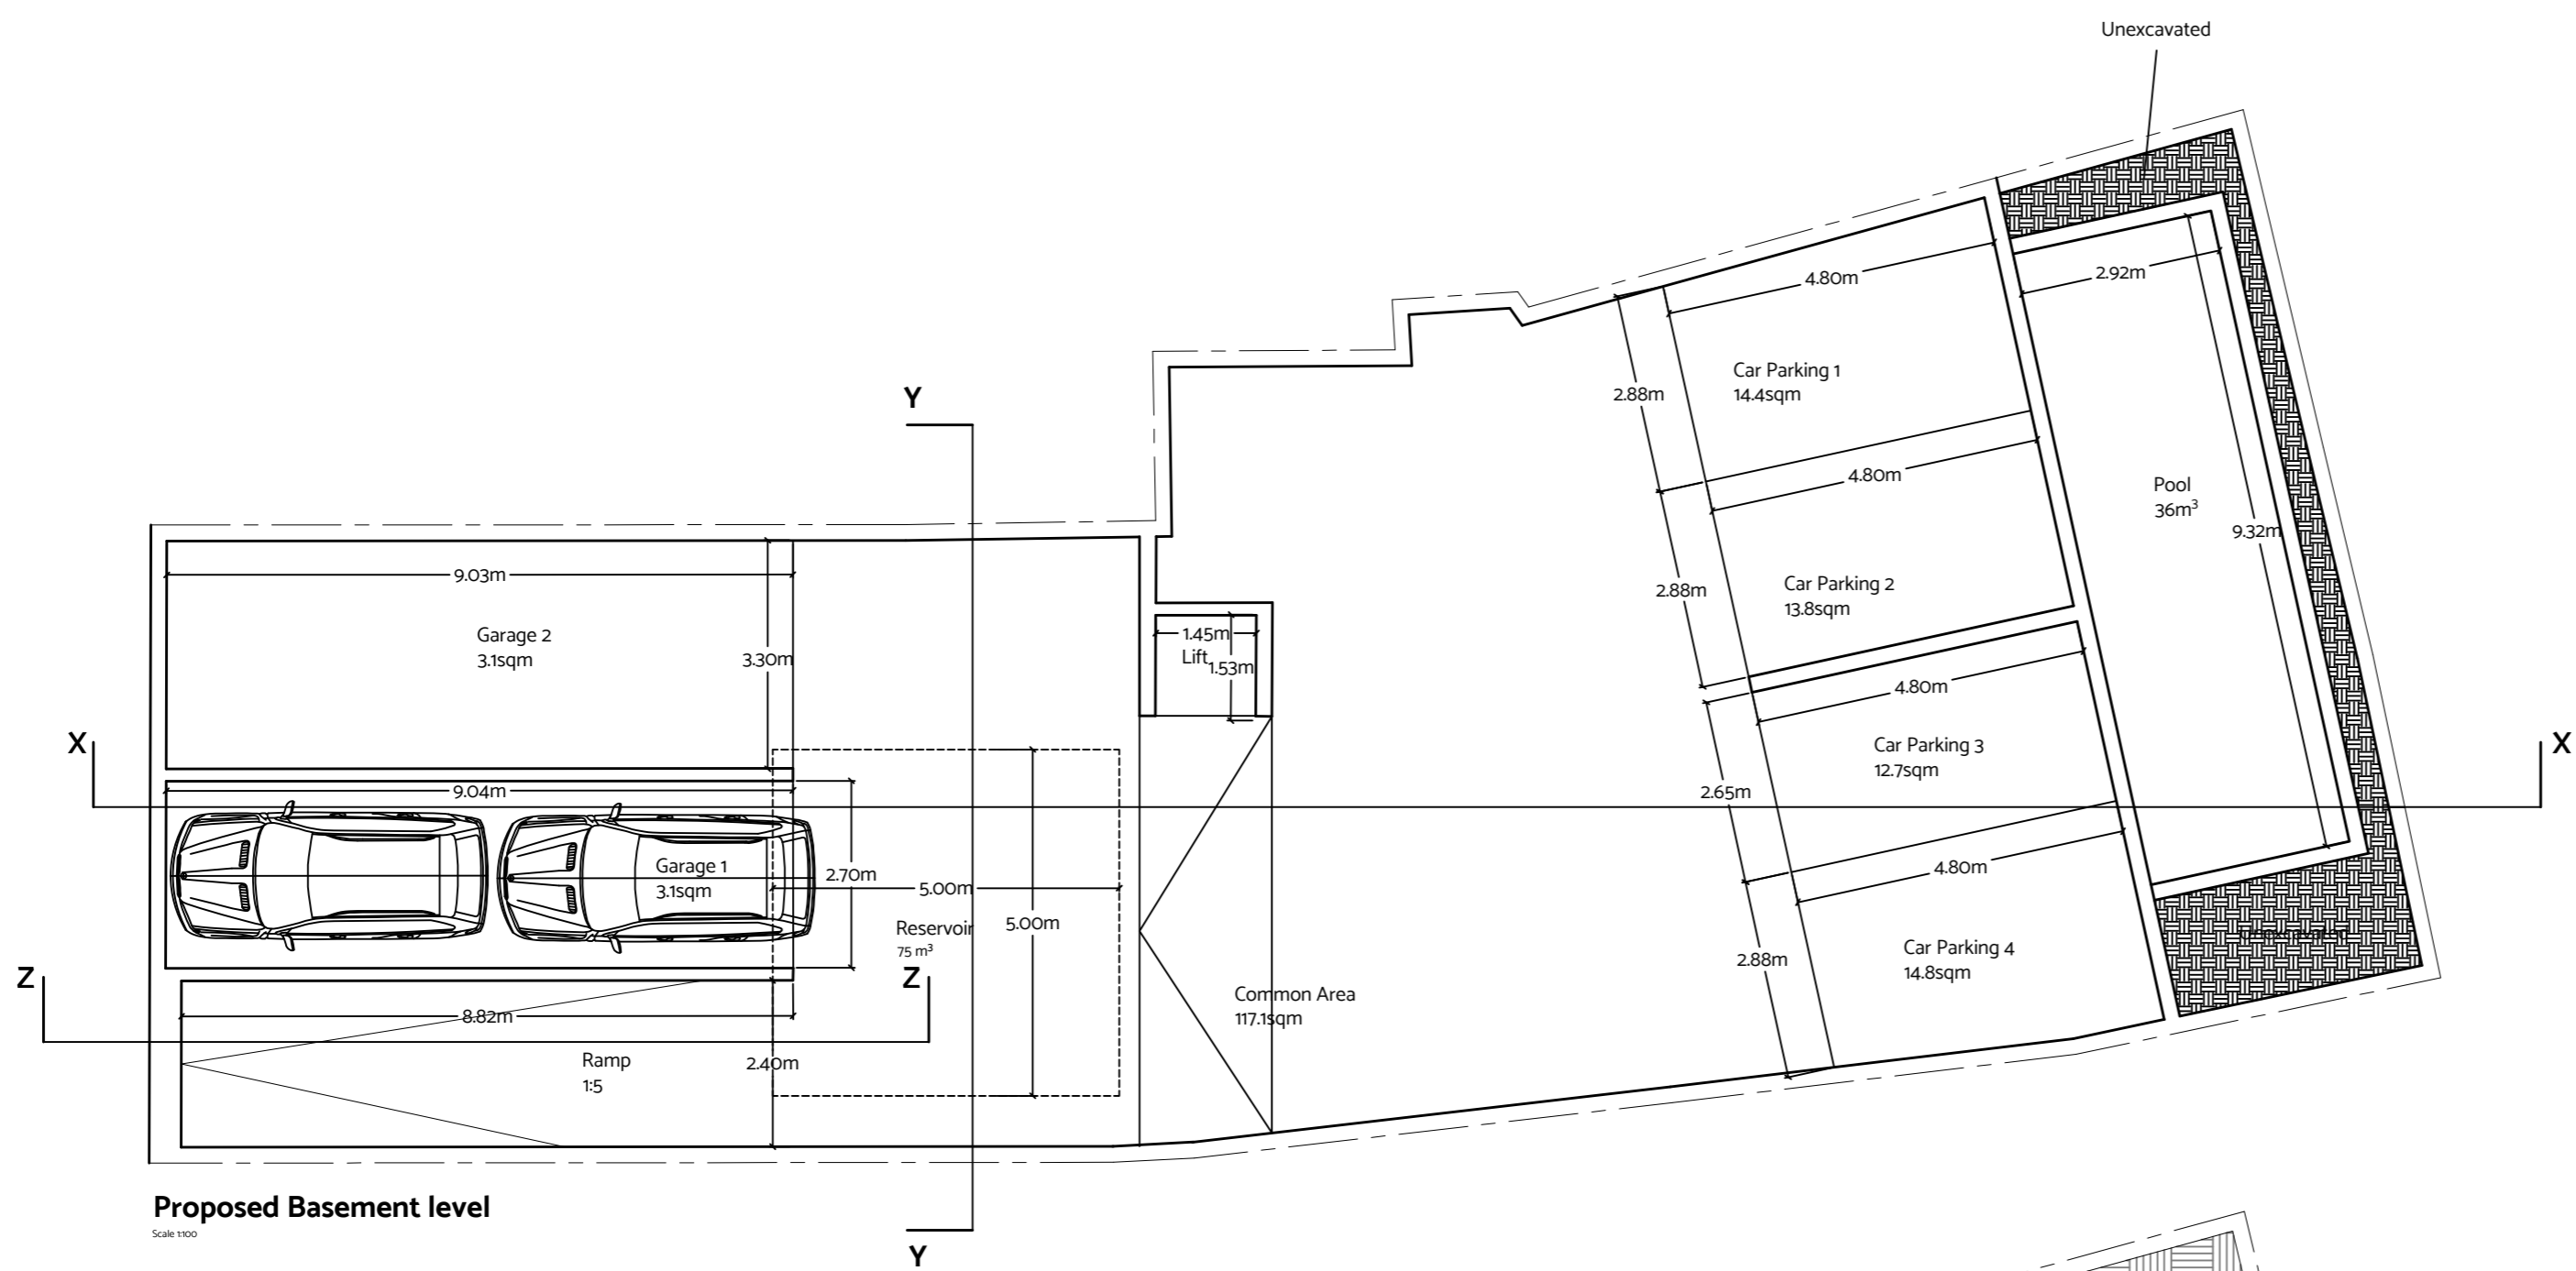 Unexcavated
4.80m
2.92m
Car Parking 1
14.4sqm
2.88m
Y
4.80m
Pool
36m³
9.32m
9.03m
Car Parking 2
13.8sqm
2.88m
Garage 2
3.1sqm
3.30m
1.45m
Lift
1.53m
4.80m
X
X
Car Parking 3
12.7sqm
9.04m
2.65m
Garage 1
3.1sqm
2.70m
5.00m
4.80m
Reservoir
75 m³
5.00m
Unexcavated
Car Parking 4
14.8sqm
2.88m
Z
Z
Common Area
117.1sqm
8.82m
Ramp
1:5
2.40m
Proposed Basement level
Scale 1:100
Y